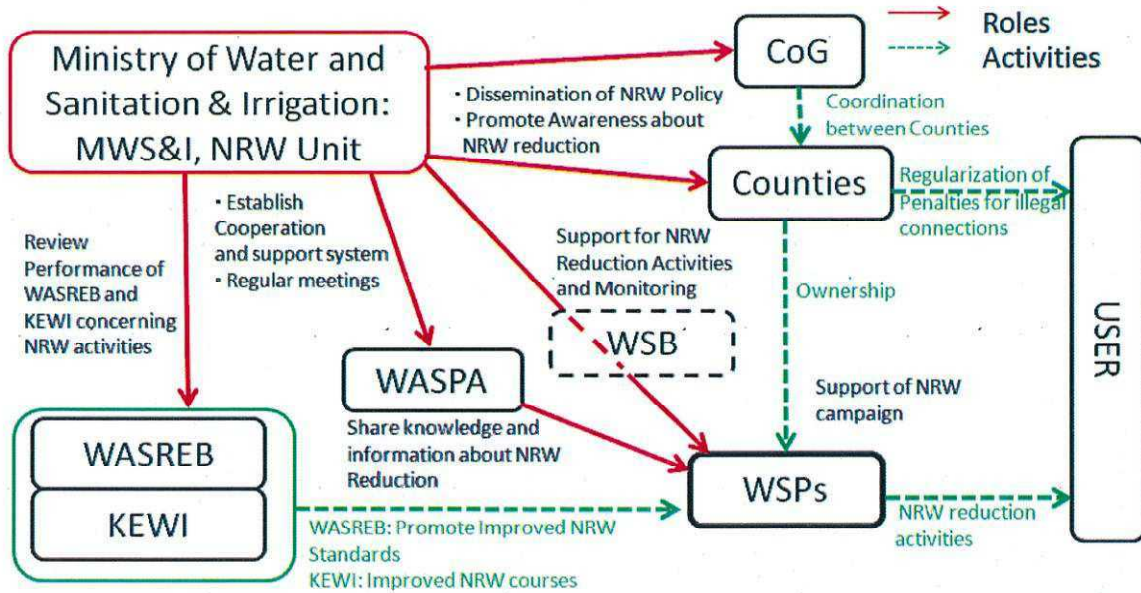 Ministry of Water and
Sanitation & Irrigation:
MWS&I, NRW Unit
CoG
Roles
Activities
• Dissemination of NRW Policy
• Promote Awareness about
NRW reduction
Coordination
between Counties
Counties
Regularization of
Penalties for illegal
connections
Review
Performance of
WASREB and
KEWI concerning
NRW activities
• Establish
Cooperation
and support system
• Regular meetings
Support for NRW
Reduction Activities
and Monitoring
Ownership
USER
WSB
WASPA
Support of NRW
campaign
Share knowledge and
information about NRW
Reduction
WASREB
KEWI
WSPs
WASREB: Promote Improved NRW
Standards
KEWI: Improved NRW courses
NRW reduction
activities